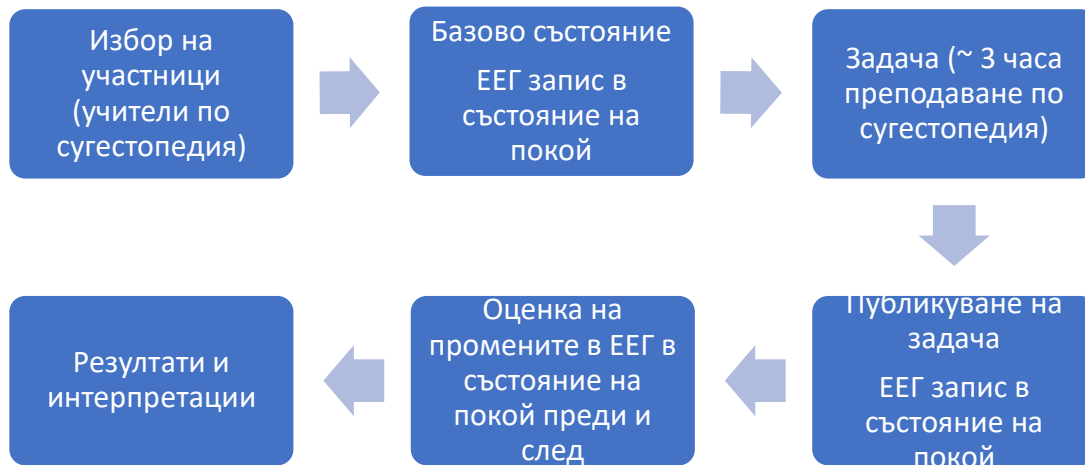 Избор на
участници
(учители по
сугестопедия)
Базово състояние
ЕЕГ запис в
състояние на
покой
Задача (~ 3 часа
преподаване по
сугестопедия)
Публикуване на
задача
ЕЕГ запис в
състояние на
покой
Оценка на
промените в ЕЕГ в
състояние на
покой преди и
след
Резултати и
интерпретации